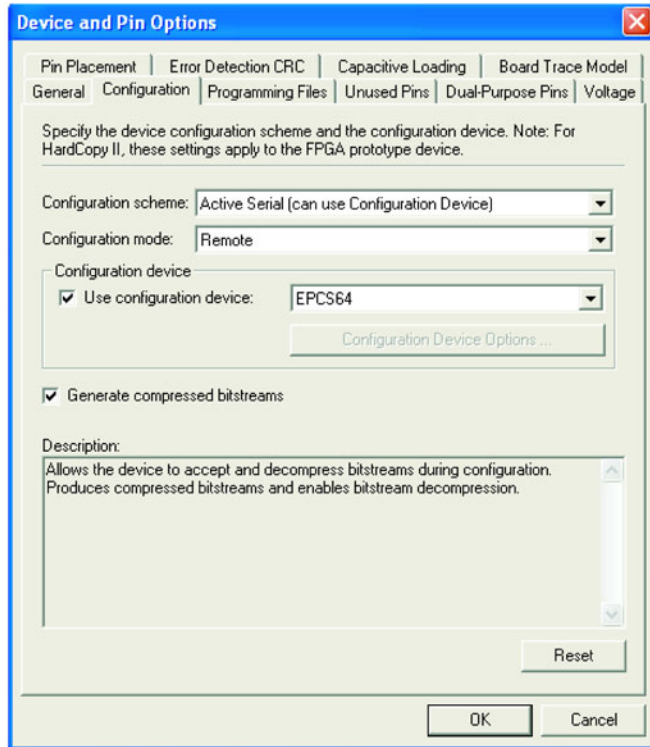 Device and Pin Options
Pin Placement Error Detection CRC Capacitive Loading Board Trace Model
General Configuration Programming Files Unused Pins Dual-Purpose Pins Voltage
Specify the device configuration scheme and the configuration device. Note: For
HardCopy II, these settings apply to the FPGA prototype device.
Configuration scheme: Active Serial (can use Configuration Device)
Configuration mode: Remote
Configuration device
Use configuration device: EPCS64
Configuration Device Options ...
Generate compressed bitstreams
Description:
Allows the device to accept and decompress bitstreams during configuration.
Produces compressed bitstreams and enables bitstream decompression.
Reset
OK Cancel